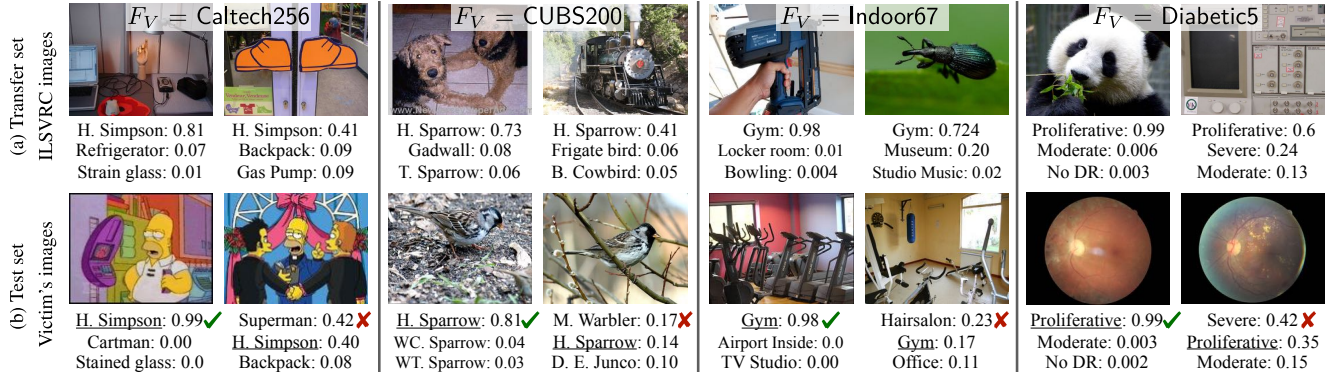 F_V = Caltech256
F_V = CUBS200
F_V = Indoor67
F_V = Diabetic5
(a) Transfer set
ILSVRC images
H. Simpson: 0.81
Refrigerator: 0.07
Strain glass: 0.01
H. Simpson: 0.41
Backpack: 0.09
Gas Pump: 0.09
H. Sparrow: 0.73
Gadwall: 0.08
T. Sparrow: 0.06
H. Sparrow: 0.41
Frigate bird: 0.06
B. Cowbird: 0.05
Gym: 0.98
Locker room: 0.01
Bowling: 0.004
Gym: 0.724
Museum: 0.20
Studio Music: 0.02
Proliferative: 0.99
Moderate: 0.006
No DR: 0.003
Proliferative: 0.6
Severe: 0.24
Moderate: 0.13
(b) Test set
Victim's images
H. Simpson: 0.99✓
Cartman: 0.00
Stained glass: 0.0
Superman: 0.42✗
H. Simpson: 0.40
Backpack: 0.08
H. Sparrow: 0.81✓
WC. Sparrow: 0.04
WT. Sparrow: 0.03
M. Warbler: 0.17✗
H. Sparrow: 0.14
D. E. Junco: 0.10
Gym: 0.98 ✓
Airport Inside: 0.0
TV Studio: 0.00
Hairsalon: 0.23✗
Gym: 0.17
Office: 0.11
Proliferative: 0.99✓
Moderate: 0.003
No DR: 0.002
Severe: 0.42 ✗
Proliferative: 0.35
Moderate: 0.15